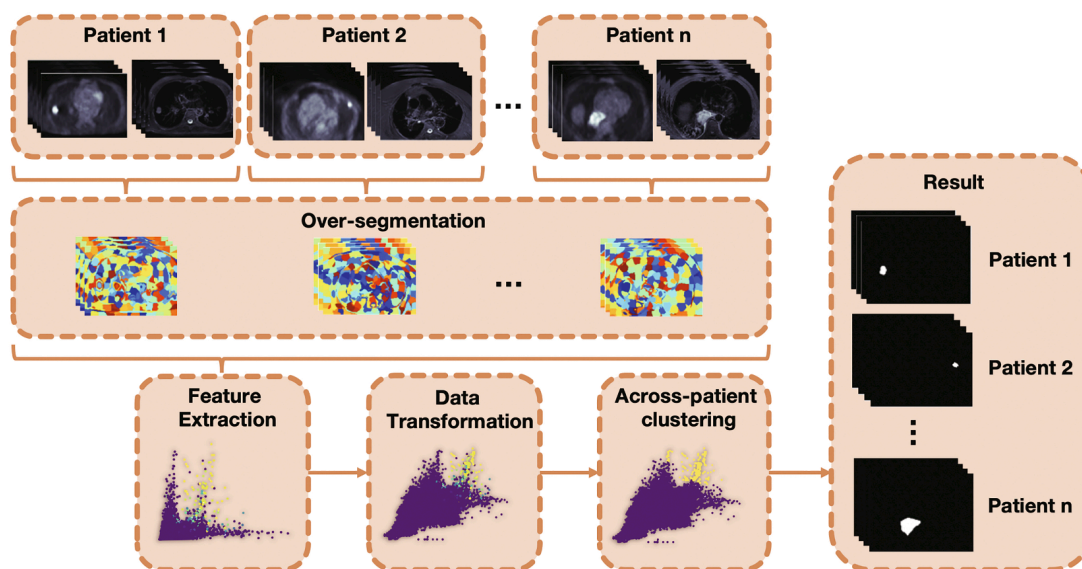 Patient 1
Patient 2
...
Patient n
Over-segmentation
...
Result
Patient 1
Patient 2
...
Patient n
Feature
Extraction
Data
Transformation
Across-patient
clustering